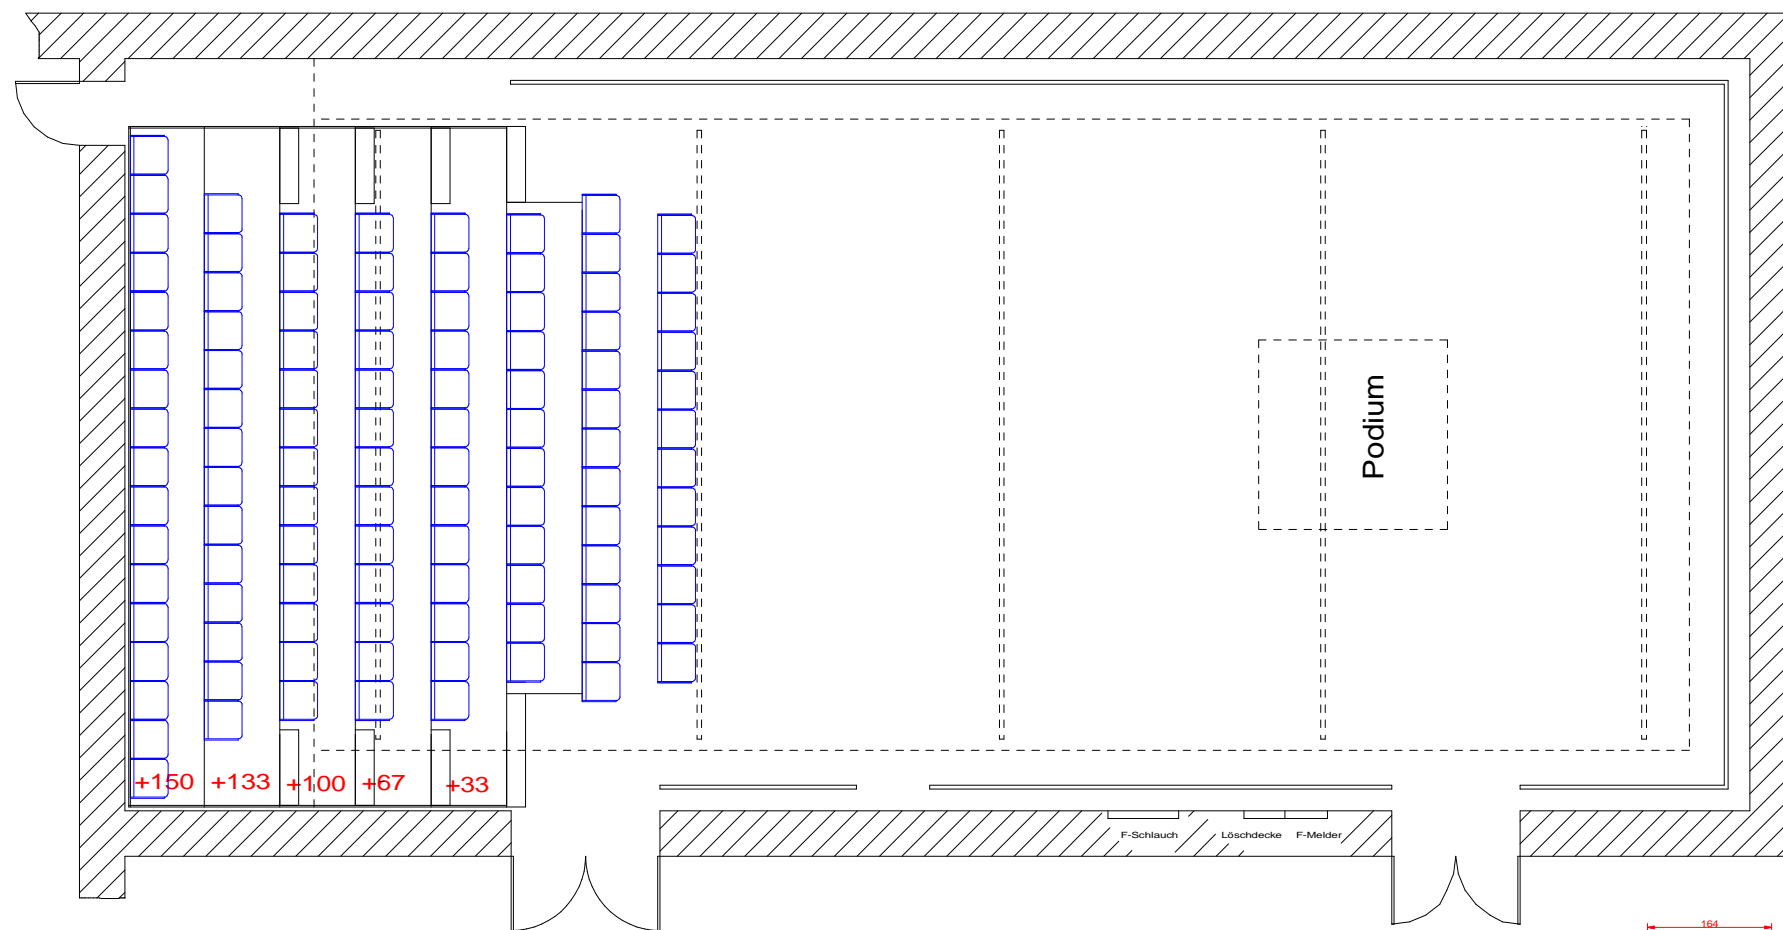 Podium
+150
+133
+100
+67
+33
F-Schlauch
Löschdecke
F-Melder
164